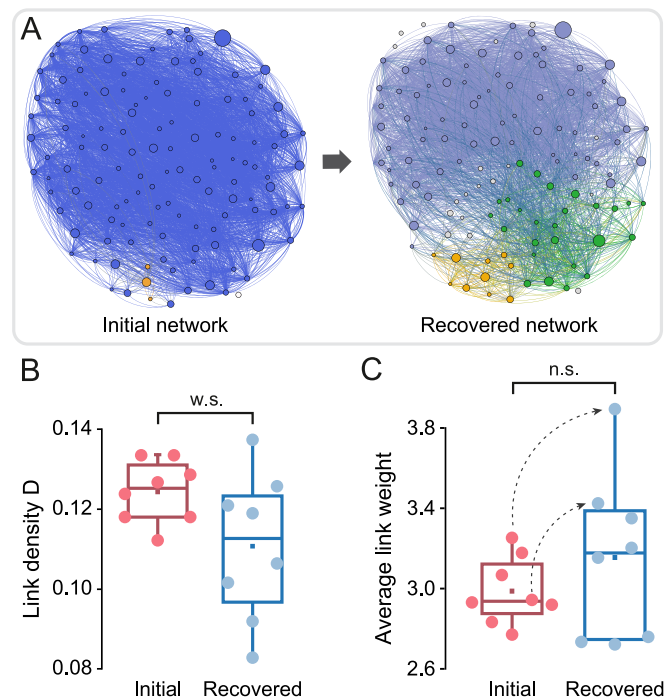 A
Initial network
Recovered network
B
w.s.
0.14
0.12
0.10
0.08
Link density D
Initial
Recovered
C
n.s.
3.8
3.4
3.0
2.6
Average link weight
Initial
Recovered